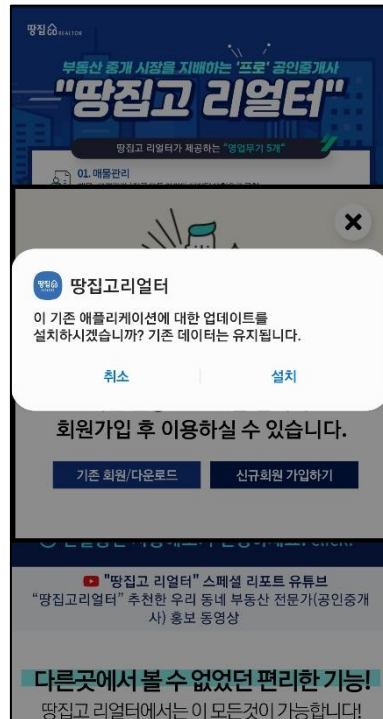 땅집GO REALTOR
부동산 중개 시장을 지배하는 '프로' 공인중개사
"땅집고 리얼터"
땅집고 리얼터가 제공하는 "영업무기 5개"
01. 매물관리
땅집고리얼터
이 기존 애플리케이션에 대한 업데이트를
설치하시겠습니까? 기존 데이터는 유지됩니다.
취소 설치
회원가입 후 이용하실 수 있습니다.
기존 회원/다운로드 신규회원 가입하기
"땅집고 리얼터" 스페셜 리포트 유튜브
“땅집고리얼터” 추천한 우리 동네 부동산 전문가(공인중개
사) 홍보 동영상
다른곳에서 볼 수 없었던 편리한 기능!
땅집고 리얼터에서는 이 모든것이 가능합니다!